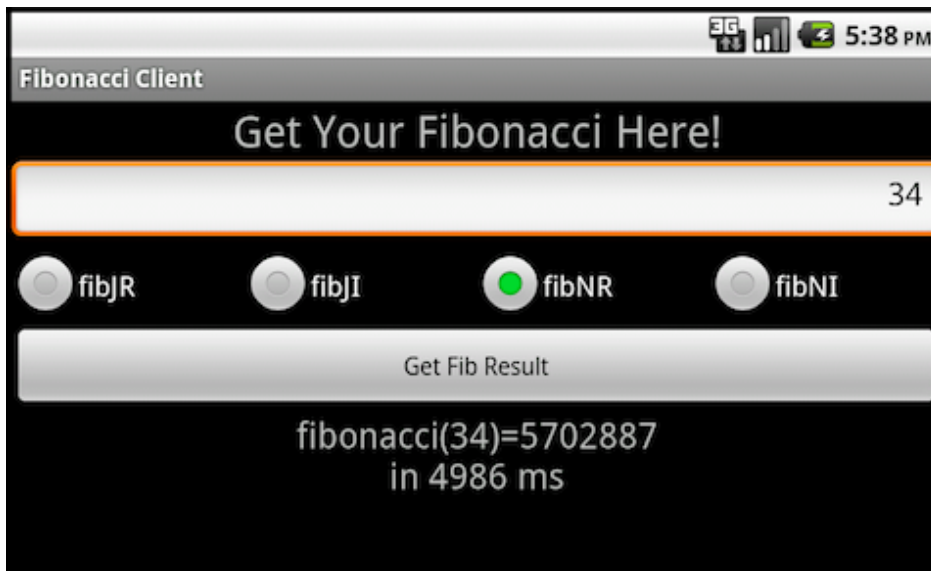 3G 5:38 PM
Fibonacci Client
Get Your Fibonacci Here!
34
fibJR fibJI fibNR fibNI
Get Fib Result
fibonacci(34)=5702887
in 4986 ms